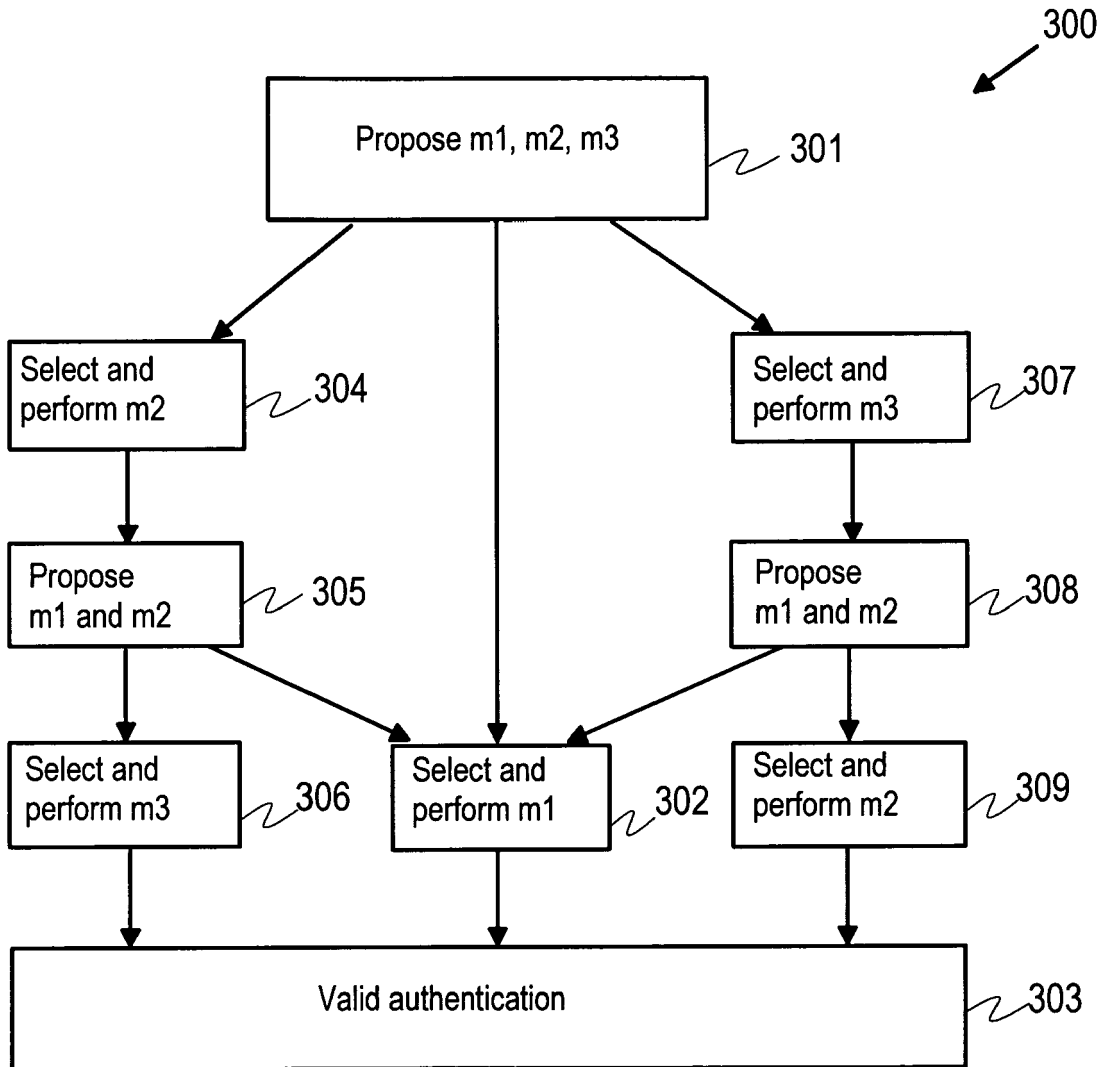 300
Propose m1, m2, m3
301
Select and
perform m2
304
Select and
perform m3
307
Propose
m1 and m2
305
Propose
m1 and m2
308
Select and
perform m3
306
Select and
perform m1
302
Select and
perform m2
309
Valid authentication
303